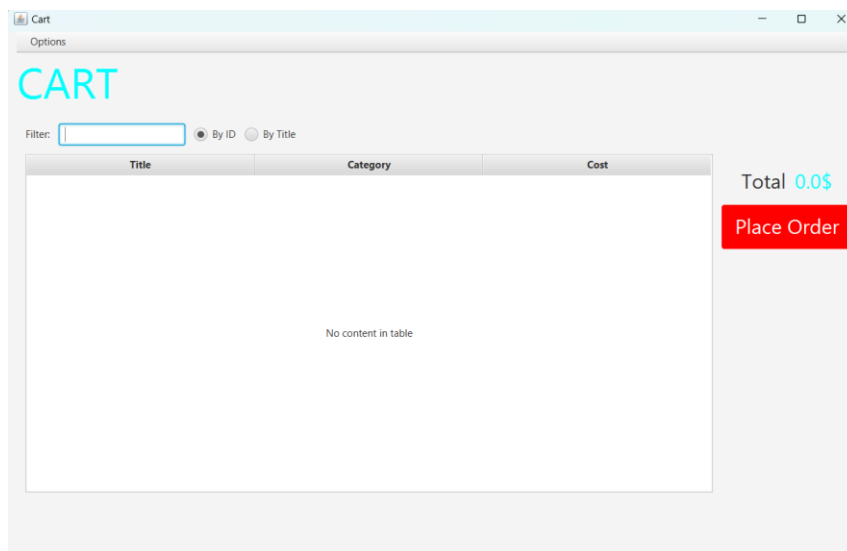 Cart
Options
CART
Filter: By ID By Title
Title Category Cost
Total 0.0$
Place Order
No content in table